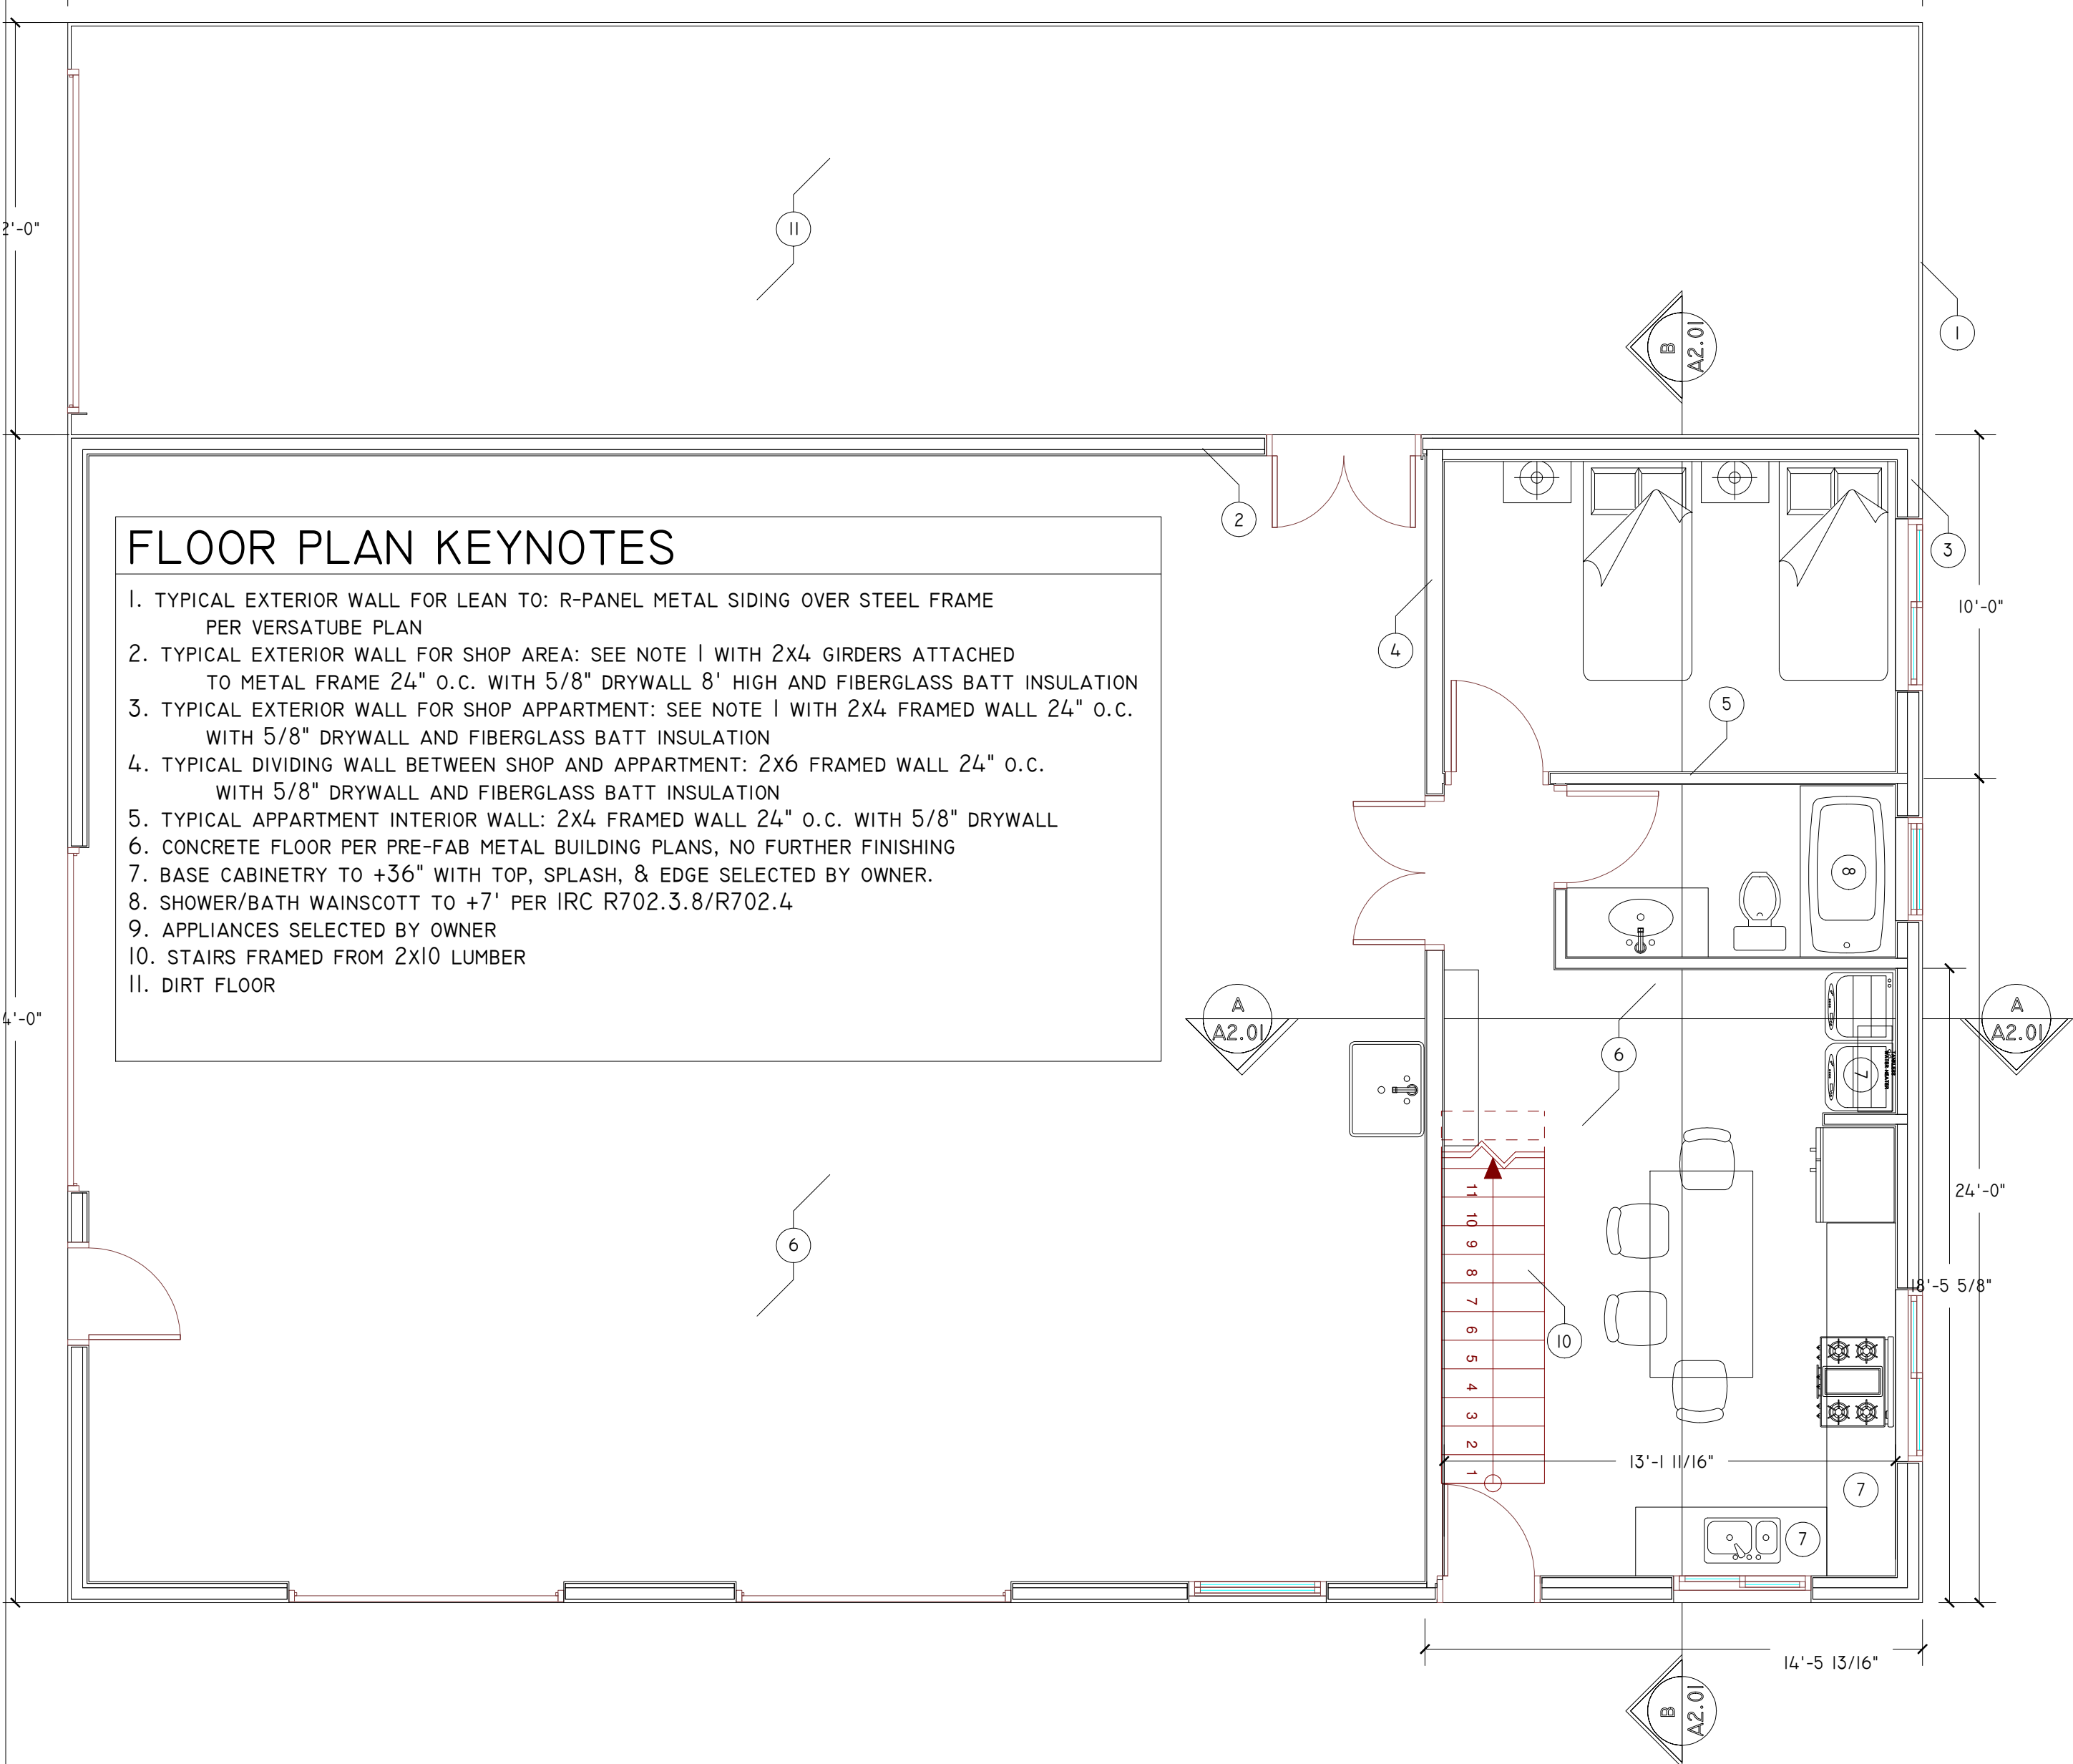 2'-0"
11
1
B
A2.01
2
3
10'-0"
4
5
FLOOR PLAN KEYNOTES
1. TYPICAL EXTERIOR WALL FOR LEAN TO: R-PANEL METAL SIDING OVER STEEL FRAME
PER VERSATUBE PLAN
2. TYPICAL EXTERIOR WALL FOR SHOP AREA: SEE NOTE 1 WITH 2X4 GIRDERS ATTACHED
TO METAL FRAME 24" O.C. WITH 5/8" DRYWALL 8' HIGH AND FIBERGLASS BATT INSULATION
3. TYPICAL EXTERIOR WALL FOR SHOP APPARTMENT: SEE NOTE 1 WITH 2X4 FRAMED WALL 24" O.C.
WITH 5/8" DRYWALL AND FIBERGLASS BATT INSULATION
4. TYPICAL DIVIDING WALL BETWEEN SHOP AND APPARTMENT: 2X6 FRAMED WALL 24" O.C.
WITH 5/8" DRYWALL AND FIBERGLASS BATT INSULATION
5. TYPICAL APPARTMENT INTERIOR WALL: 2X4 FRAMED WALL 24" O.C. WITH 5/8" DRYWALL
6. CONCRETE FLOOR PER PRE-FAB METAL BUILDING PLANS, NO FURTHER FINISHING
7. BASE CABINETRY TO +36" WITH TOP, SPLASH, & EDGE SELECTED BY OWNER.
8. SHOWER/BATH WAINSCOTT TO +7' PER IRC R702.3.8/R702.4
9. APPLIANCES SELECTED BY OWNER
10. STAIRS FRAMED FROM 2X10 LUMBER
11. DIRT FLOOR
8
4'-0"
A
A2.01
A
A2.01
6
7
TANKLESS
WATER HEATER
24'-0"
6
11
10
9
8
7
6
5
4
3
2
1
10
18'-5 5/8"
13'-1 11/16"
7
7
14'-5 13/16"
B
A2.01